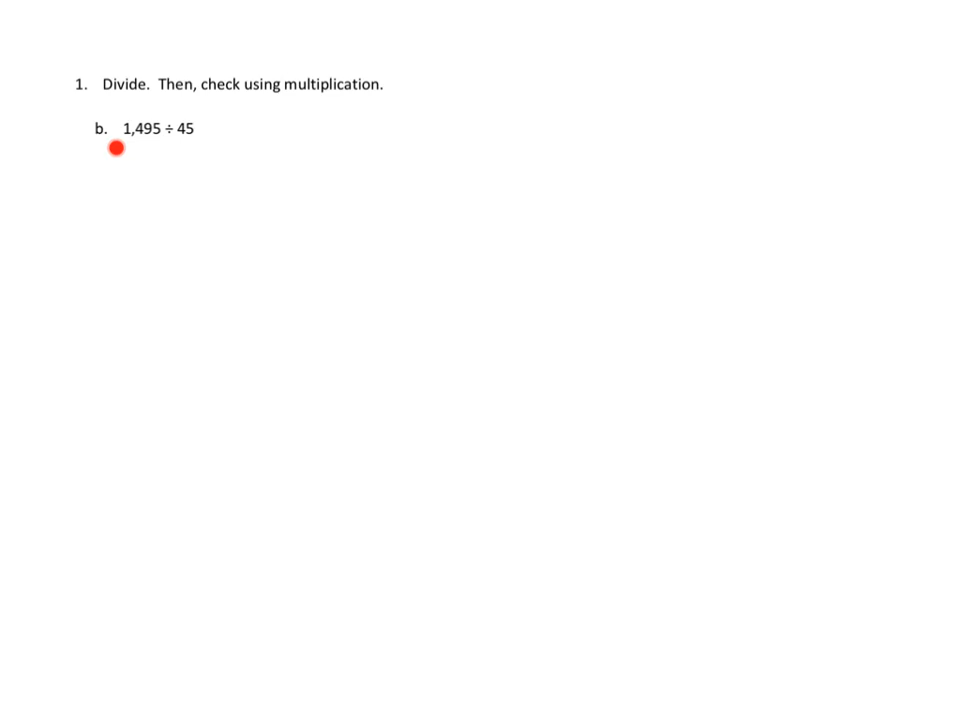 1. Divide. Then, check using multiplication.
b. 1,495 ÷ 45